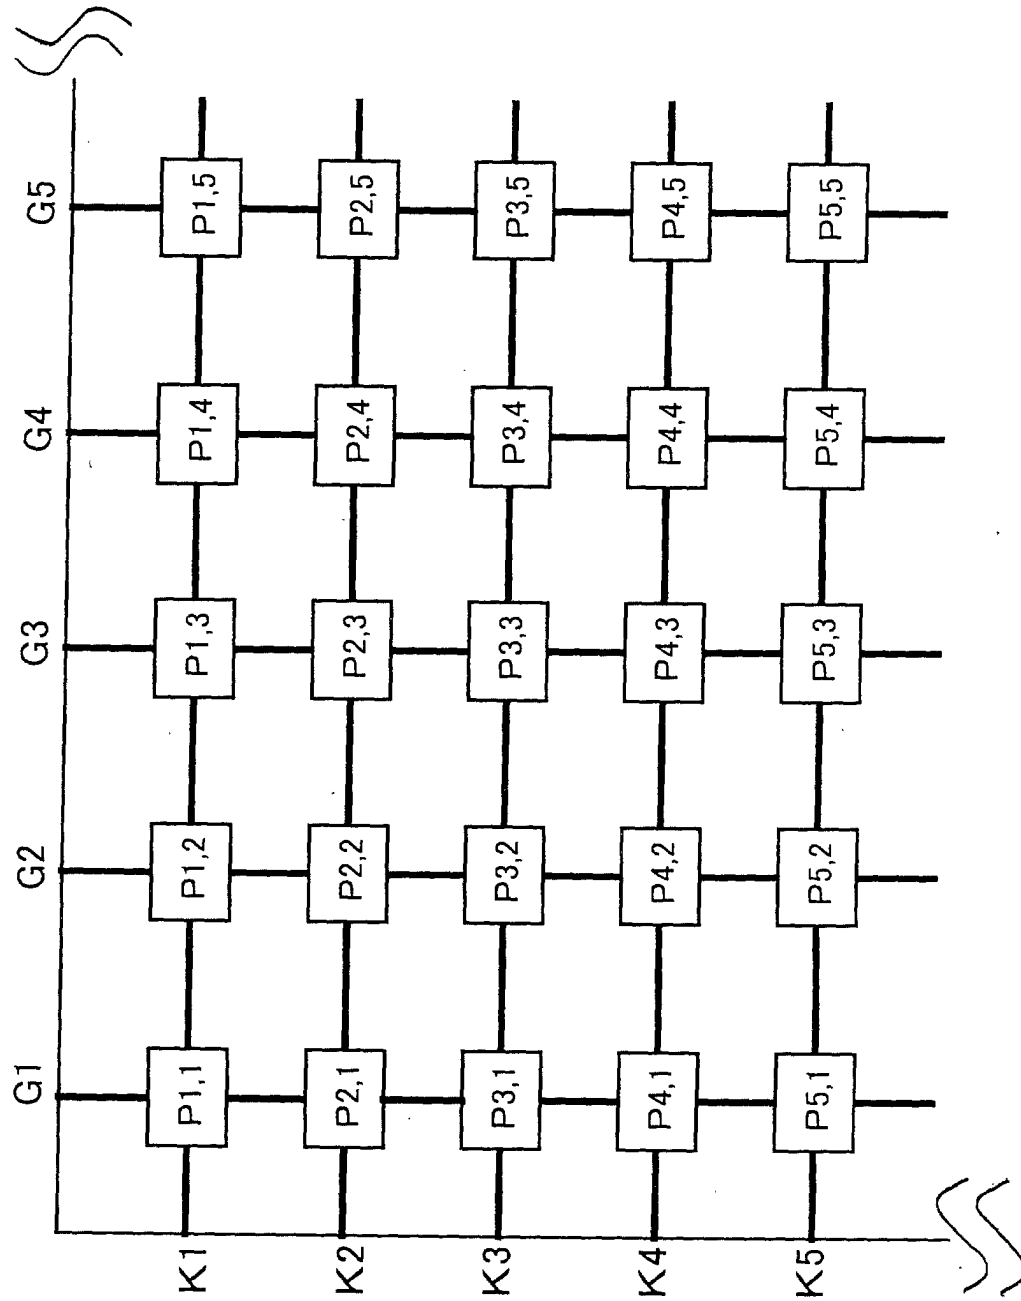 G1 G2 G3 G4 G5
K1 P1,1 P1,2 P1,3 P1,4 P1,5
K2 P2,1 P2,2 P2,3 P2,4 P2,5
K3 P3,1 P3,2 P3,3 P3,4 P3,5
K4 P4,1 P4,2 P4,3 P4,4 P4,5
K5 P5,1 P5,2 P5,3 P5,4 P5,5